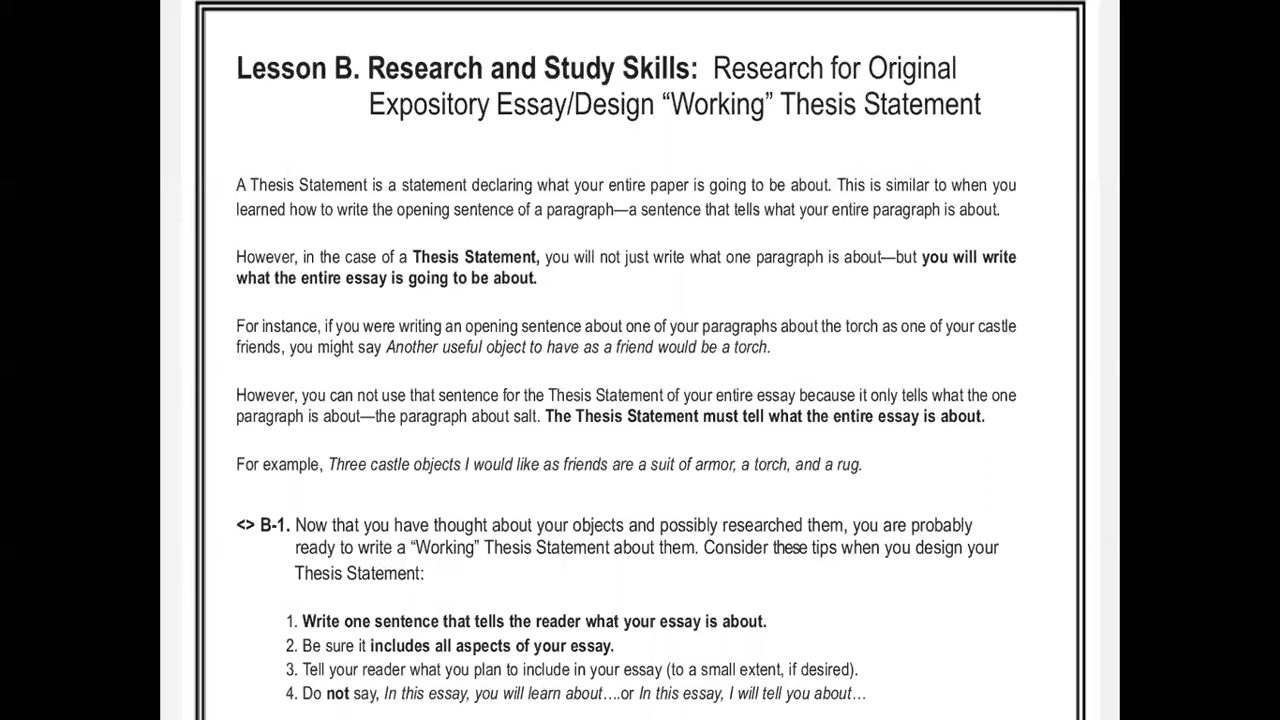 Lesson B. Research and Study Skills: Research for Original
Expository Essay/Design “Working” Thesis Statement
A Thesis Statement is a statement declaring what your entire paper is going to be about. This is similar to when you
learned how to write the opening sentence of a paragraph—a sentence that tells what your entire paragraph is about.
However, in the case of a Thesis Statement, you will not just write what one paragraph is about—but you will write
what the entire essay is going to be about.
For instance, if you were writing an opening sentence about one of your paragraphs about the torch as one of your castle
friends, you might say Another useful object to have as a friend would be a torch.
However, you can not use that sentence for the Thesis Statement of your entire essay because it only tells what the one
paragraph is about—the paragraph about salt. The Thesis Statement must tell what the entire essay is about.
For example, Three castle objects I would like as friends are a suit of armor, a torch, and a rug.
<> B-1. Now that you have thought about your objects and possibly researched them, you are probably
ready to write a “Working” Thesis Statement about them. Consider these tips when you design your
Thesis Statement:
1. Write one sentence that tells the reader what your essay is about.
2. Be sure it includes all aspects of your essay.
3. Tell your reader what you plan to include in your essay (to a small extent, if desired).
4. Do not say, In this essay, you will learn about….or In this essay, I will tell you about…